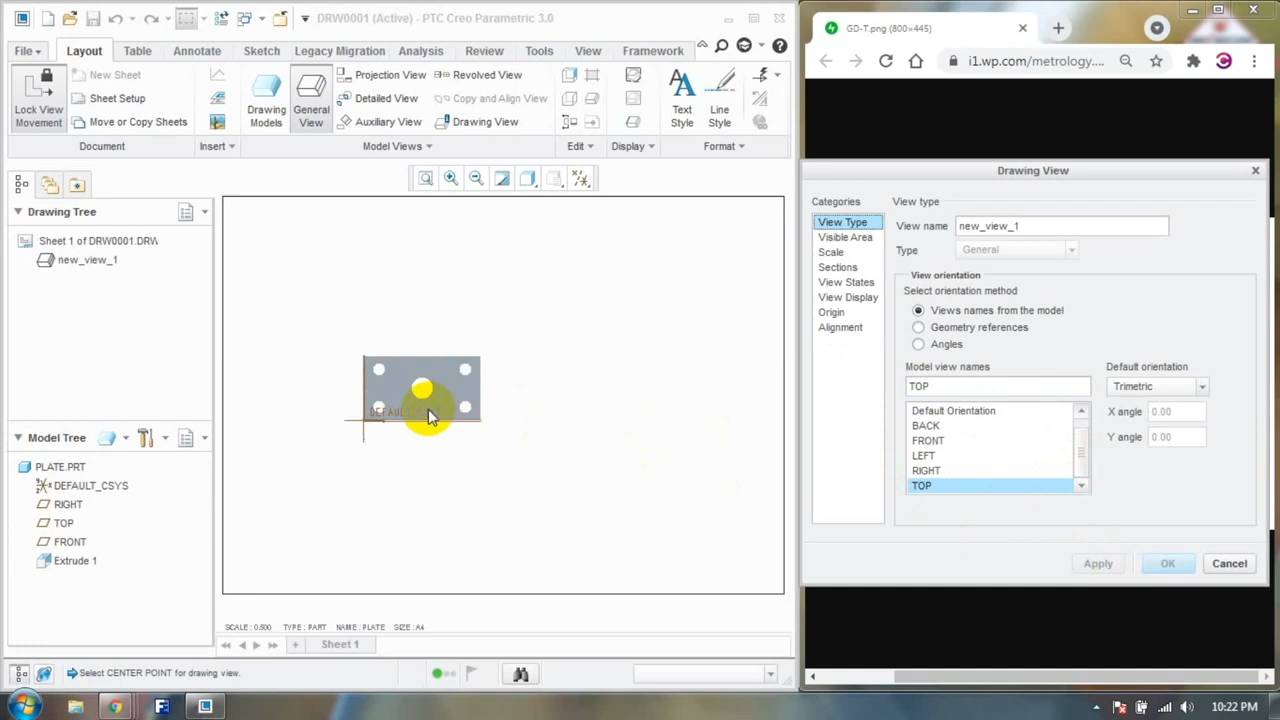 DRW0001 (Active) - PTC Creo Parametric 3.0
File
Layout
Table
Annotate
Sketch
Legacy Migration
Analysis
Review
Tools
View
Framework
Lock View
Movement
New Sheet
Sheet Setup
Move or Copy Sheets
Document
Insert
Drawing
Models
General
View
Projection View
Detailed View
Auxiliary View
Revolved View
Copy and Align View
Drawing View
Model Views
Edit
Display
Text
Style
Line
Style
Format
Drawing Tree
Sheet 1 of DRW0001.DRW
new_view_1
Model Tree
PLATE.PRT
DEFAULT_CSYS
RIGHT
TOP
FRONT
Extrude 1
SCALE : 0.500 TYPE : PART NAME : PLATE SIZE : A4
Sheet 1
Select CENTER POINT for drawing view.
GD-T.png (800×445)
i1.wp.com/metrology....
Drawing View
Categories
View Type
Visible Area
Scale
Sections
View States
View Display
Origin
Alignment
View type
View name new_view_1
Type General
View orientation
Select orientation method
Views names from the model
Geometry references
Angles
Model view names
TOP
Default Orientation
BACK
FRONT
LEFT
RIGHT
TOP
Default orientation
Trimetric
X angle 0.00
Y angle 0.00
Apply
OK
Cancel
10:22 PM